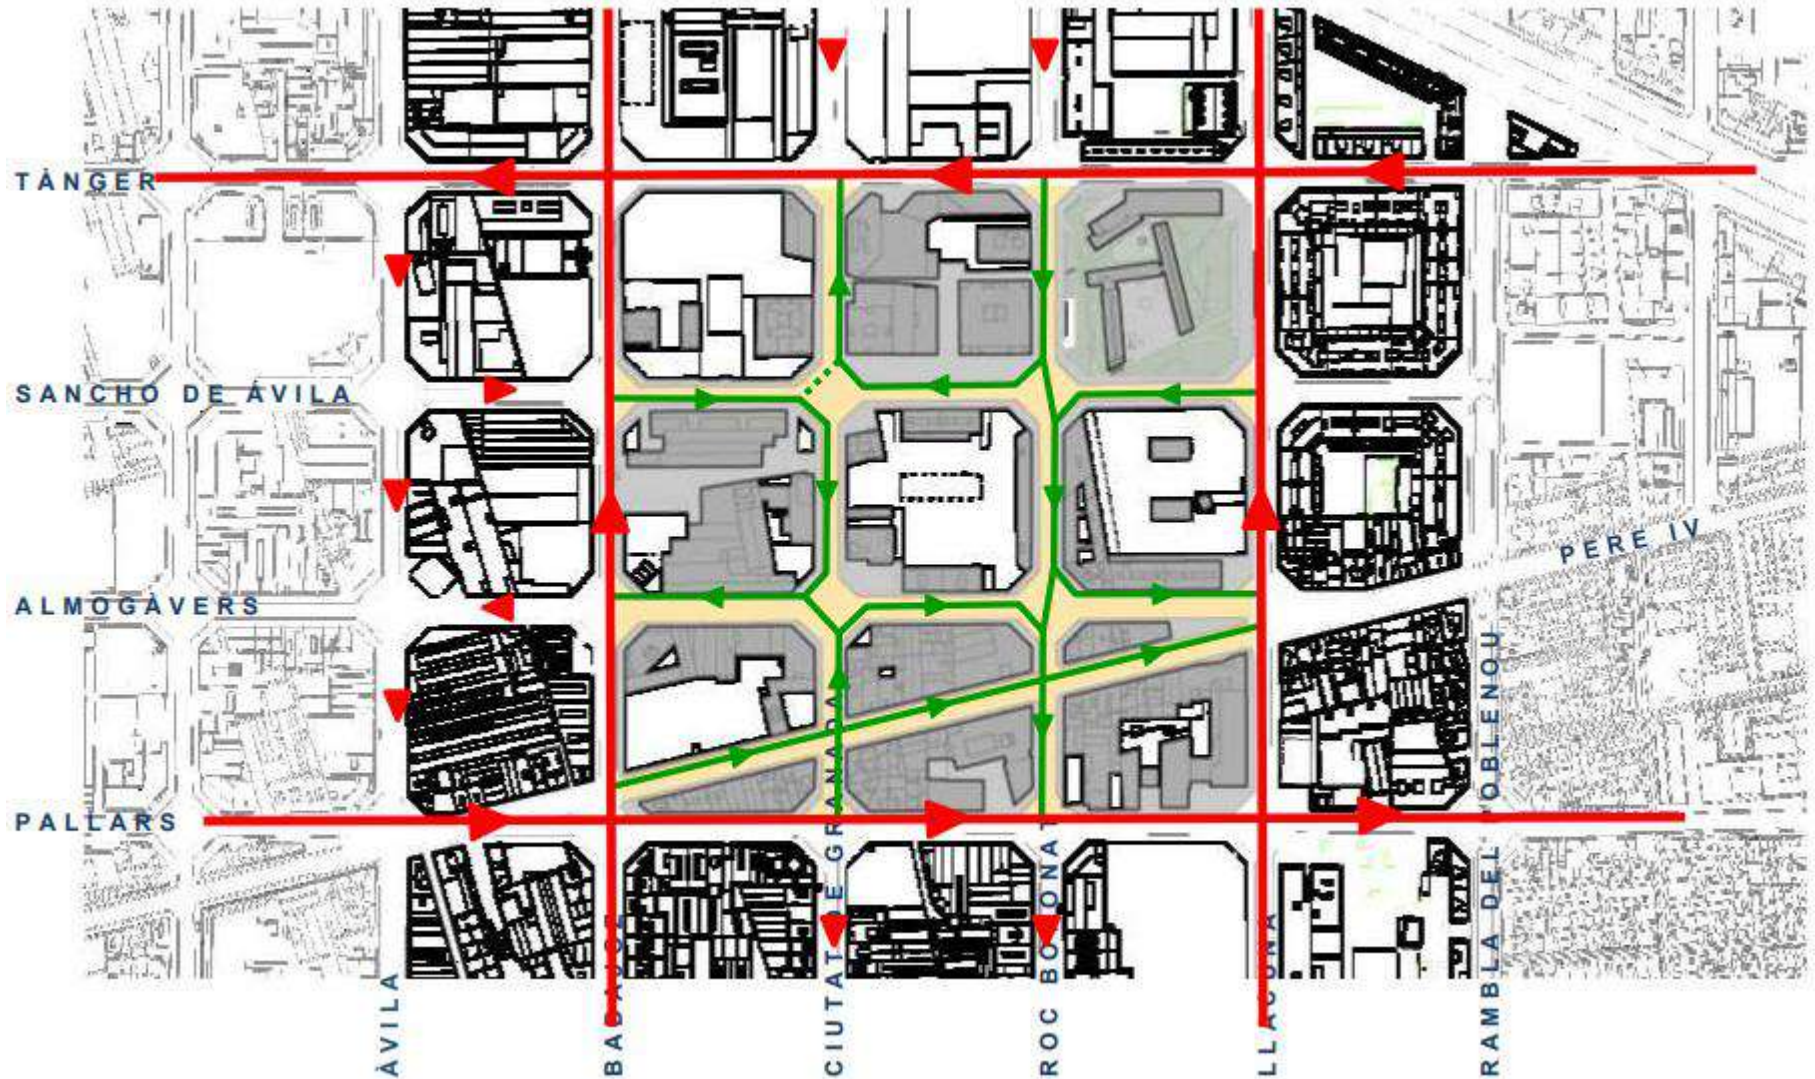 TÀNGER
SANCHO DE ÁVILA
PERE IV
ALMOGÀVERS
PALLARS
ÀVILA
BADAJOZ
CIUTAT DE GRANADA
ROC BORONAT
LLACUNA
RAMBLA DEL POBLENOU